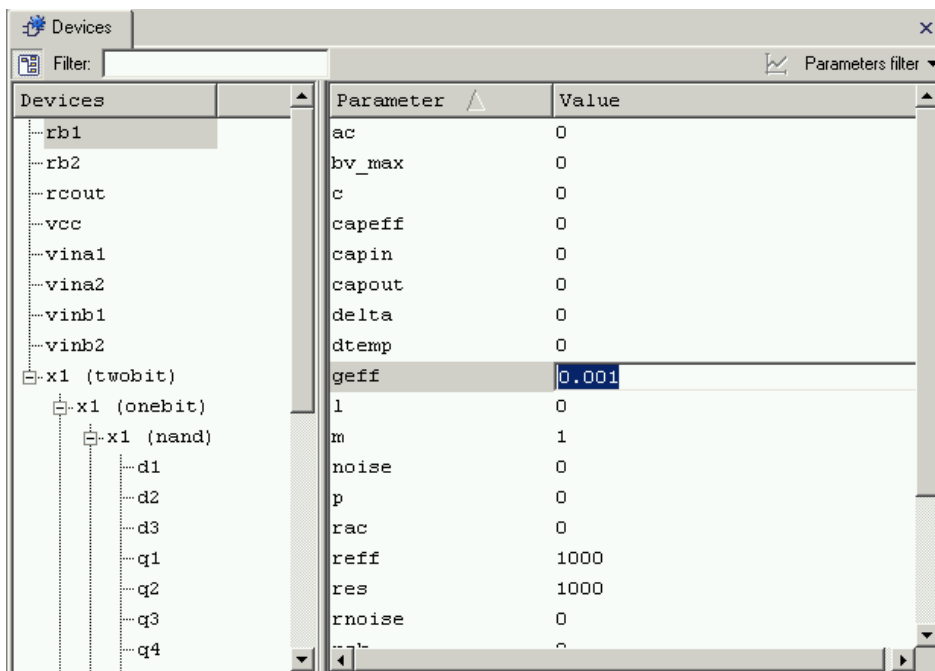 Devices
Filter: Parameters filter
Devices
rb1
rb2
rcout
vcc
vina1
vina2
vinb1
vinb2
x1 (twobit)
x1 (onebit)
x1 (nand)
d1
d2
d3
q1
q2
q3
q4
Parameter Value
ac 0
bv_max 0
c 0
capeff 0
capin 0
capout 0
delta 0
dtemp 0
geff 0.001
l 0
m 1
noise 0
p 0
rac 0
reff 1000
res 1000
rnoise 0